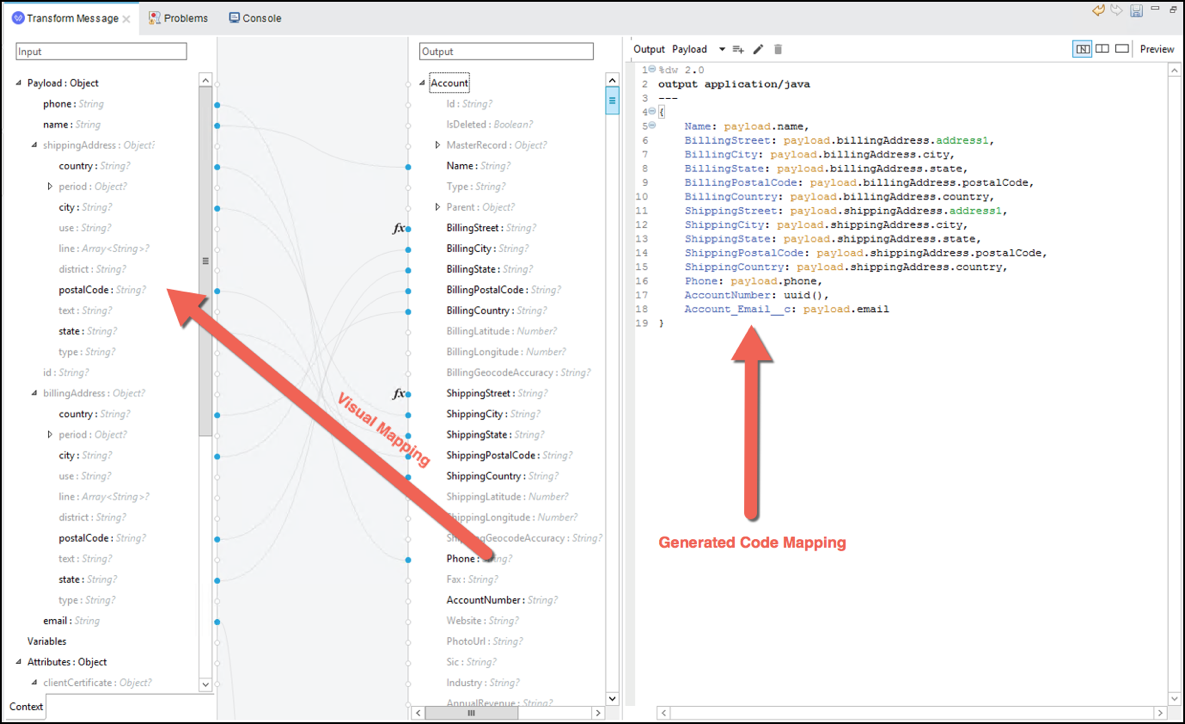 Transform Message
Problems
Console
Input
Payload : Object
phone : String
name : String
shippingAddress : Object?
country : String?
period : Object?
city : String?
use : String?
line : Array<String>?
district : String?
postalCode : String?
text : String?
state : String?
type : String?
id : String?
billingAddress : Object?
country : String?
period : Object?
city : String?
use : String?
line : Array<String>?
district : String?
postalCode : String?
text : String?
state : String?
type : String?
email : String
Variables
Attributes : Object
clientCertificate : Object?
Context
Visual Mapping
Output
Account
Id : String?
IsDeleted : Boolean?
MasterRecord : Object?
Name : String?
Type : String?
Parent : Object?
fx BillingStreet : String?
BillingCity : String?
BillingState : String?
BillingPostalCode : String?
BillingCountry : String?
BillingLatitude : Number?
BillingLongitude : Number?
BillingGeocodeAccuracy : String?
fx ShippingStreet : String?
ShippingCity : String?
ShippingState : String?
ShippingPostalCode : String?
ShippingCountry : String?
ShippingLatitude : Number?
ShippingLongitude : Number?
ShippingGeocodeAccuracy : String?
Phone : String?
Fax : String?
AccountNumber : String?
Website : String?
PhotoUrl : String?
Sic : String?
Industry : String?
AnnualRevenue : String?
Output Payload
Preview
1 %dw 2.0
2 output application/java
3 ---
4 {
5 Name: payload.name,
6 BillingStreet: payload.billingAddress.address1,
7 BillingCity: payload.billingAddress.city,
8 BillingState: payload.billingAddress.state,
9 BillingPostalCode: payload.billingAddress.postalCode,
10 BillingCountry: payload.billingAddress.country,
11 ShippingStreet: payload.shippingAddress.address1,
12 ShippingCity: payload.shippingAddress.city,
13 ShippingState: payload.shippingAddress.state,
14 ShippingPostalCode: payload.shippingAddress.postalCode,
15 ShippingCountry: payload.shippingAddress.country,
16 Phone: payload.phone,
17 AccountNumber: uuid(),
18 Account_Email__c: payload.email
19 }
Generated Code Mapping